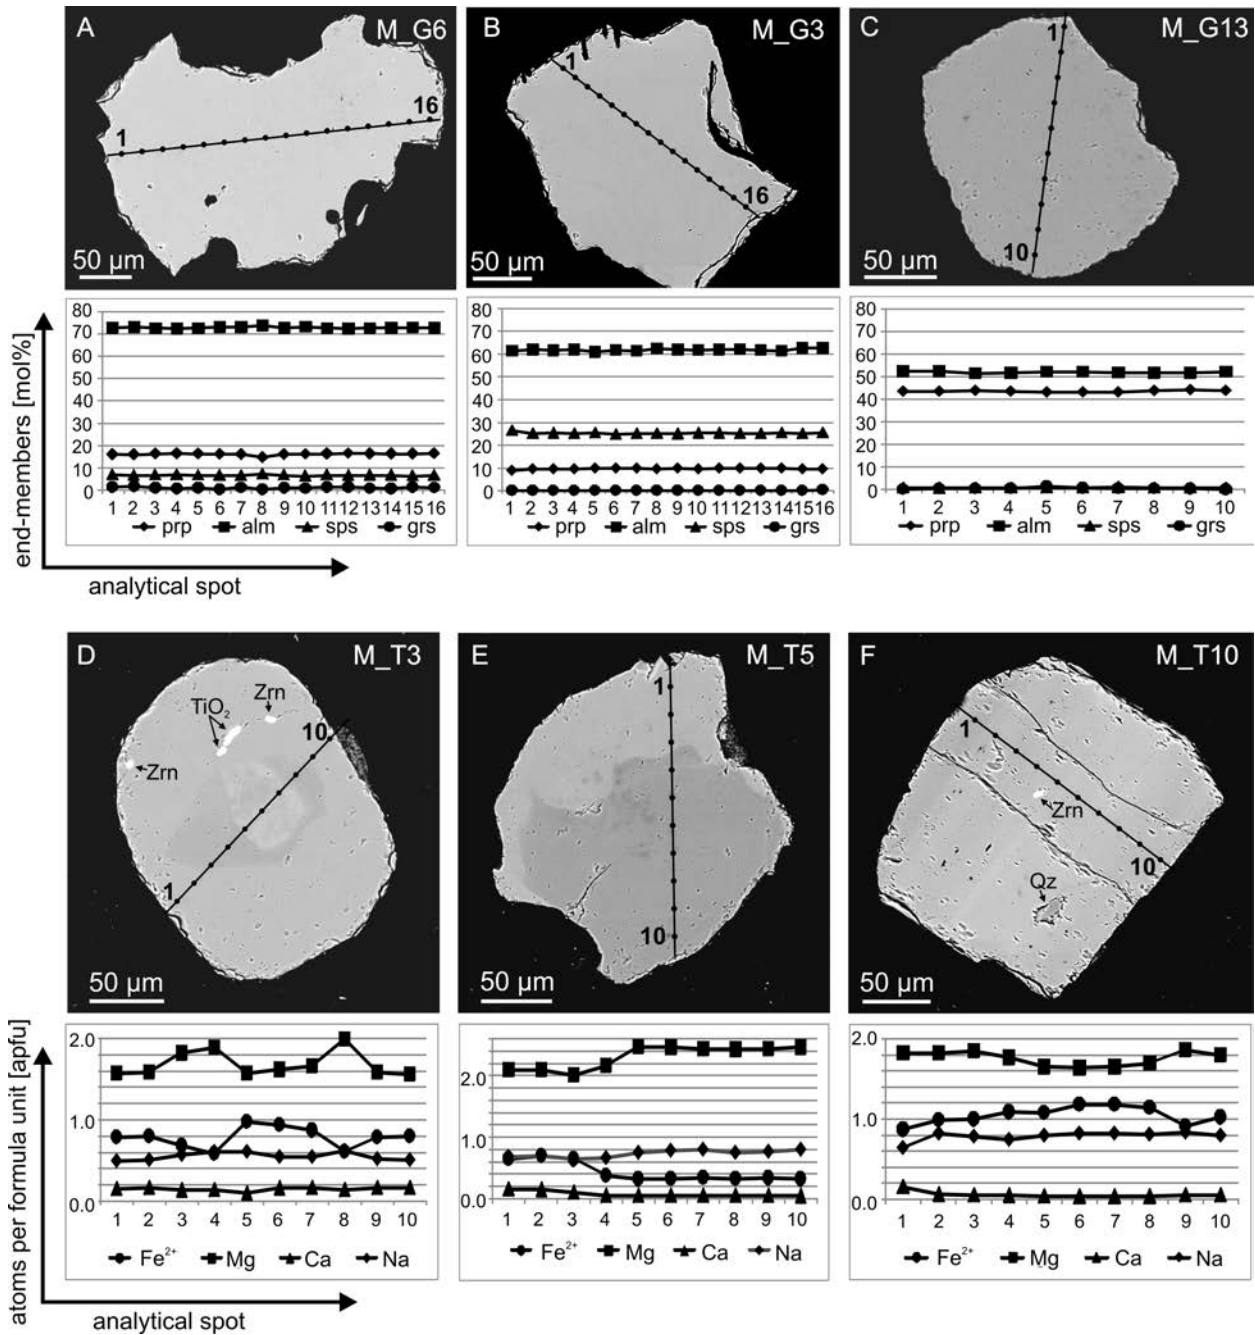 A M_G6
1 16
50 µm
B M_G3
1
16
50 µm
C M_G13
1
10
50 µm
end-members [mol%]
80
70
60
50
40
30
20
10
0
1 2 3 4 5 6 7 8 9 10 11 12 13 14 15 16
prp alm sps grs
80
70
60
50
40
30
20
10
0
1 2 3 4 5 6 7 8 9 10 11 12 13 14 15 16
prp alm sps grs
80
70
60
50
40
30
20
10
0
1 2 3 4 5 6 7 8 9 10
prp alm sps grs
analytical spot
D M_T3
Zrn
TiO₂
10
Zrn
1
50 µm
E M_T5
1
10
50 µm
F M_T10
1
Zrn
10
Qz
50 µm
atoms per formula unit [apfu]
2.0
1.0
0.0
1 2 3 4 5 6 7 8 9 10
Fe²⁺ Mg Ca Na
2.0
1.0
0.0
1 2 3 4 5 6 7 8 9 10
Fe²⁺ Mg Ca Na
2.0
1.0
0.0
1 2 3 4 5 6 7 8 9 10
Fe²⁺ Mg Ca Na
analytical spot